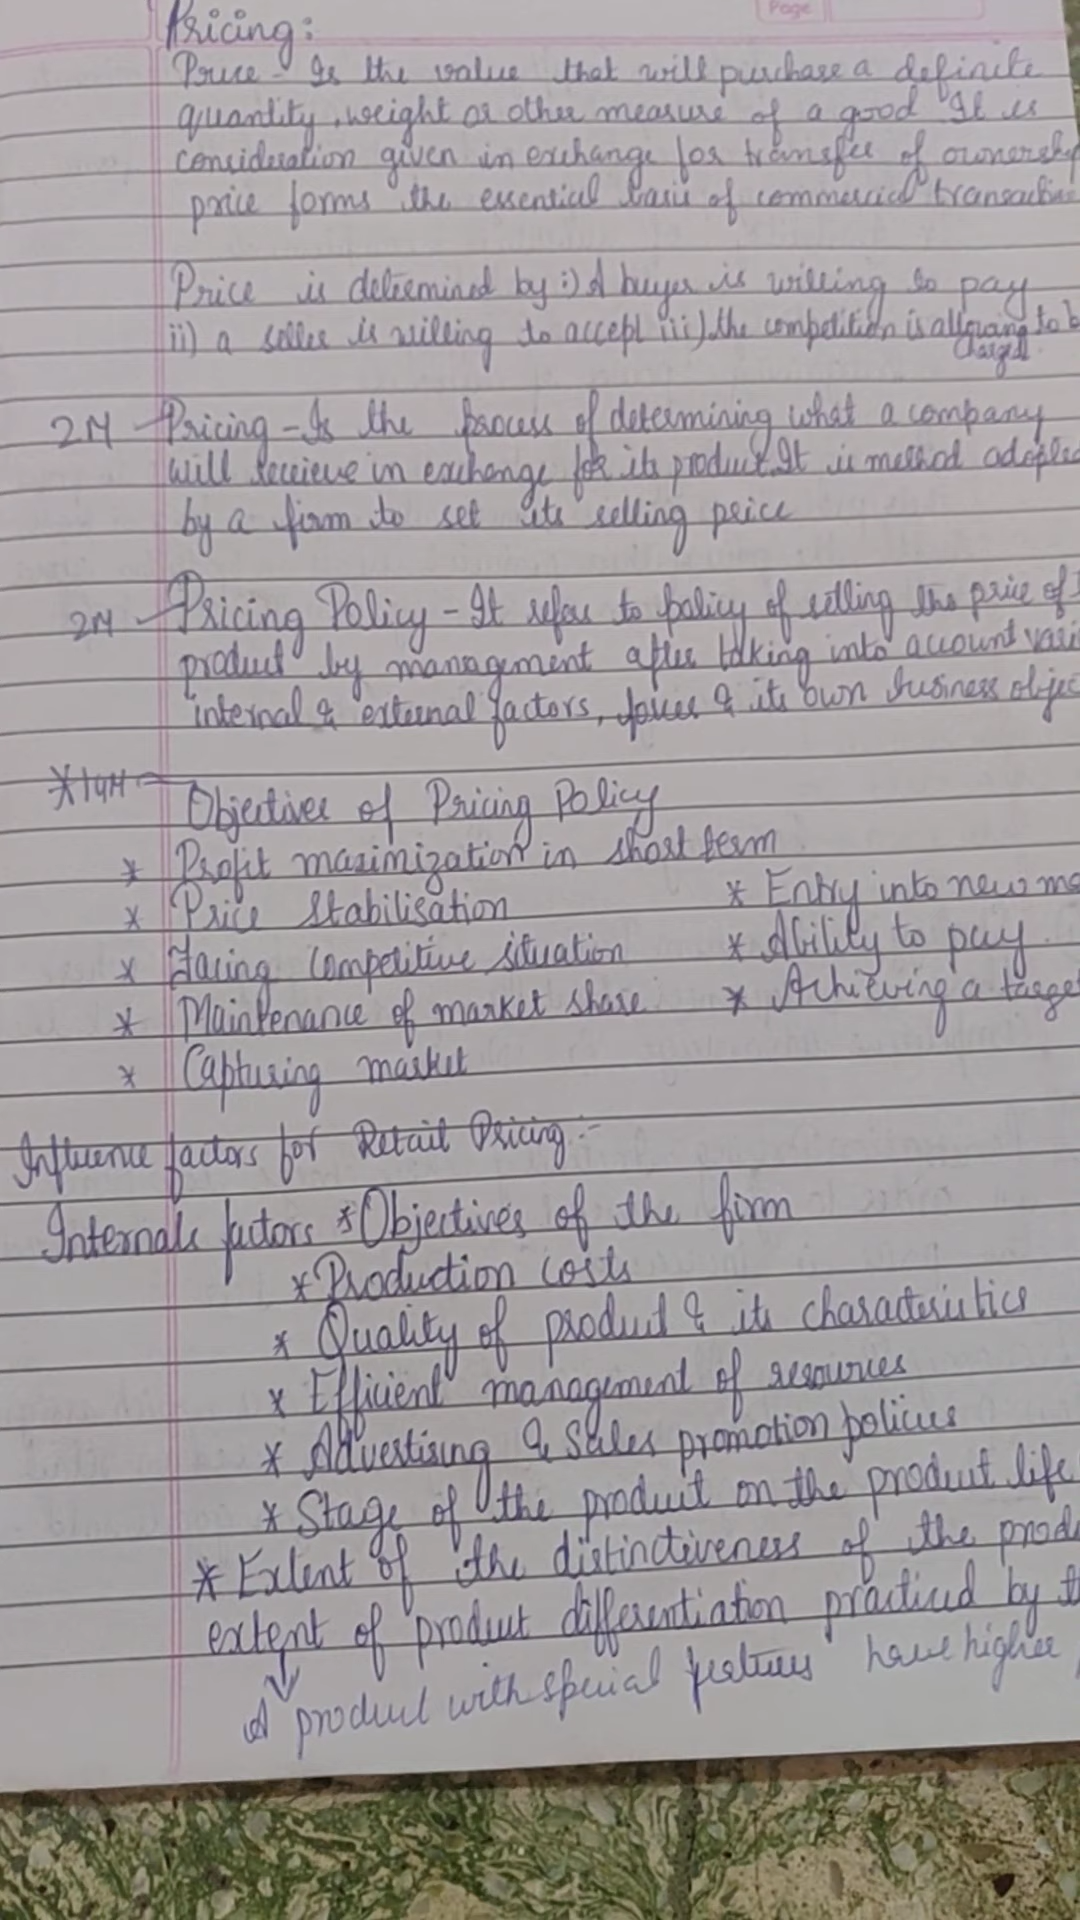 Page
Pricing:
Price - Is the value that will purchase a definite
quantity, weight or other measure of a good It is
consideration given in exchange for transfer of ownersh
price forms the essential basis of commercial transactio
Price is determined by :i) A buyer is willing to pay
ii) a seller is willing to accept iii) the competition is allowing to b
charged.
2M Pricing - Is the process of determining what a company
will receieve in exchange for its product. It is method adopte
by a firm to set its selling price
2M Pricing Policy - It refers to policy of setting the price of
product by management after taking into account vari
internal & external factors, forces & its own business objec
*14M Objectives of Pricing Policy
* Profit maximization in short term
* Price Stabilisation * Entry into new ma
* Facing Competitive situation * Ability to pay
* Maintenance of market share * Achieving a target
* Capturing market
Influence factors for Retail Pricing :-
Internal factors * Objectives of the firm
* Production costs
* Quality of product & its characteristics
* Efficient management of resources
* Advertising & Sales promotion policies
* Stage of the product on the product life
* Extent of the distinctiveness of the prod
extent of product differentiation practiced by t
A product with special features have higher